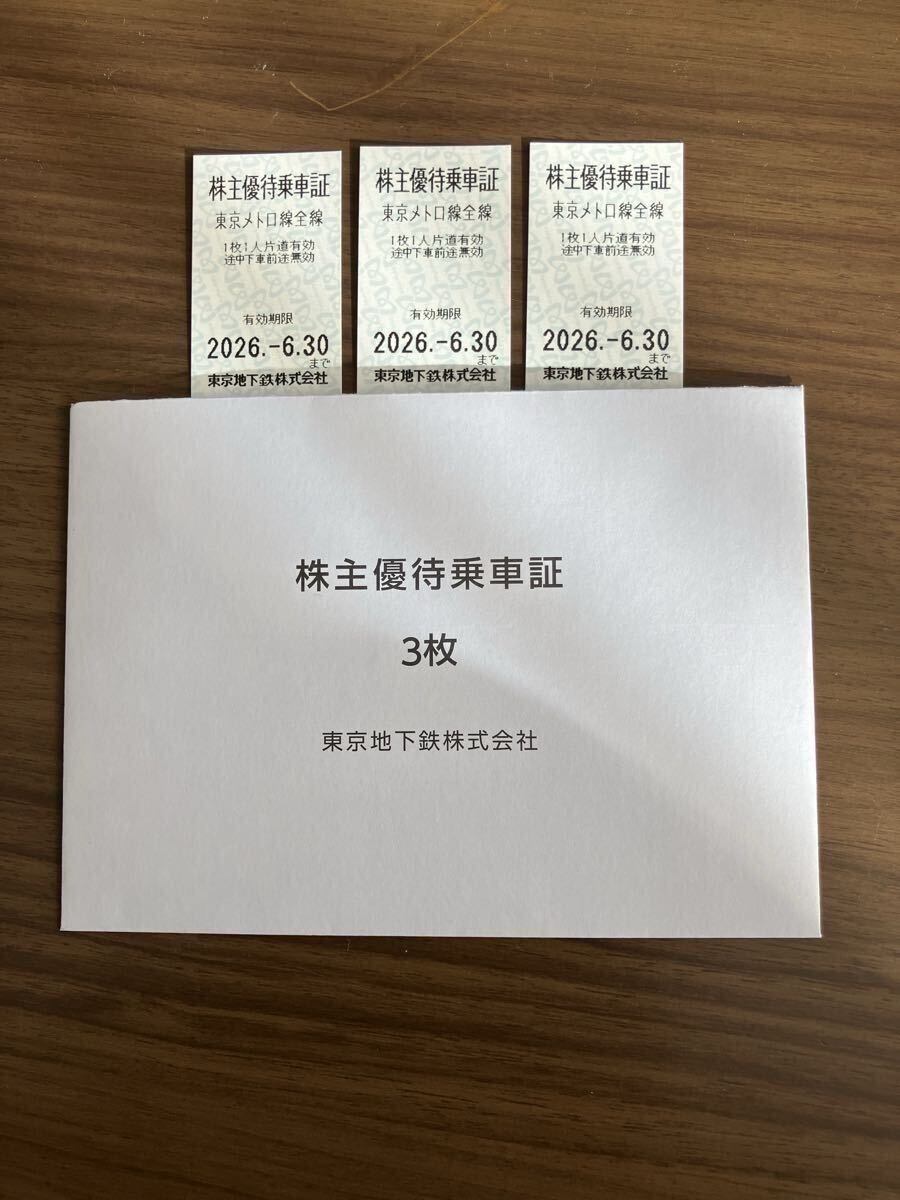 株主優待乗車証
東京メトロ線全線
1枚1人片道有効
途中下車前途無効
有効期限
2026.-6.30
まで
東京地下鉄株式会社
株主優待乗車証
東京メトロ線全線
1枚1人片道有効
途中下車前途無効
有効期限
2026.-6.30
まで
東京地下鉄株式会社
株主優待乗車証
東京メトロ線全線
1枚1人片道有効
途中下車前途無効
有効期限
2026.-6.30
まで
東京地下鉄株式会社
株主優待乗車証
3枚
東京地下鉄株式会社